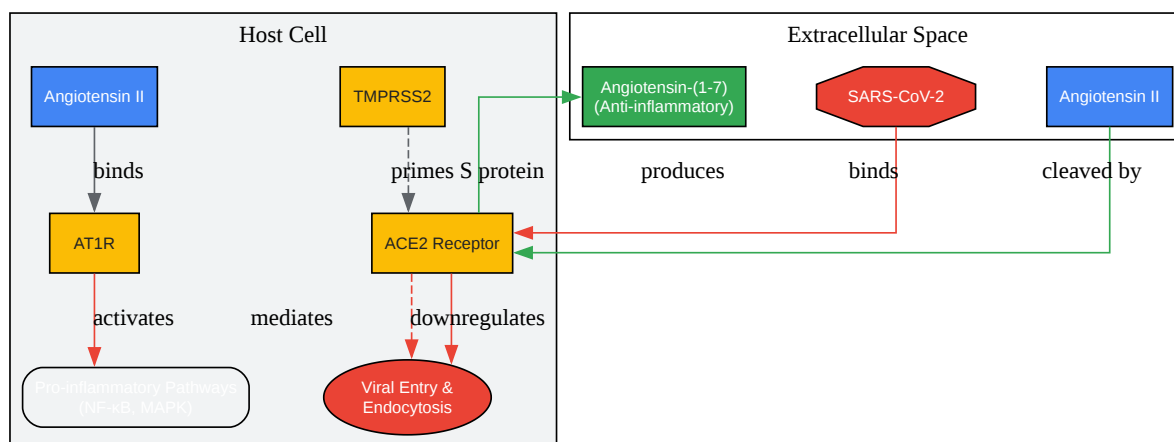 Host Cell
Extracellular Space
Angiotensin II
TMPRSS2
Angiotensin-(1-7)
(Anti-inflammatory)
SARS-CoV-2
Angiotensin II
binds
primes S protein
produces
binds
cleaved by
AT1R
ACE2 Receptor
activates
mediates
downregulates
Pro-inflammatory Pathways
(NF-κB, MAPK)
Viral Entry &
Endocytosis